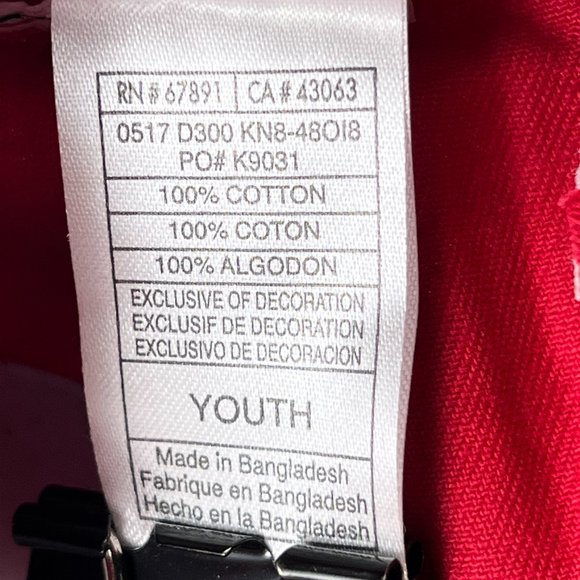 RN # 67891 | CA # 43063
0517 D300 KN8-48OI8
PO# K9031
100% COTTON
100% COTON
100% ALGODON
EXCLUSIVE OF DECORATION
EXCLUSIF DE DECORATION
EXCLUSIVO DE DECORACION
YOUTH
Made in Bangladesh
Fabrique en Bangladesh
Hecho en la Bangladesh